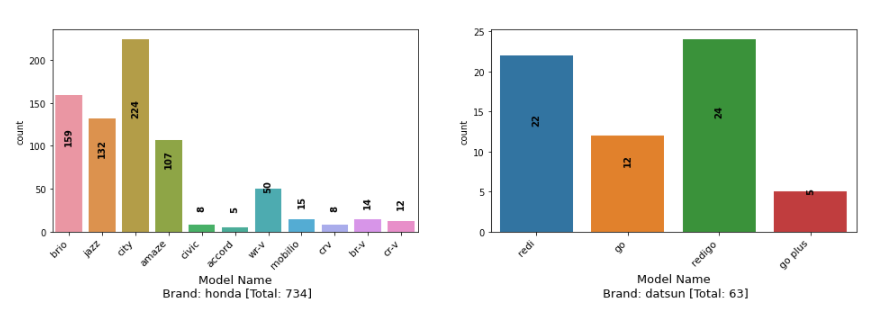 count
200
150
100
50
0
159
132
224
107
8
5
50
15
8
14
12
brio
jazz
city
amaze
civic
accord
wr-v
mobilio
crv
br-v
cr-v
Model Name
Brand: honda [Total: 734]
count
25
20
15
10
5
0
22
12
24
5
redi
go
redigo
go plus
Model Name
Brand: datsun [Total: 63]